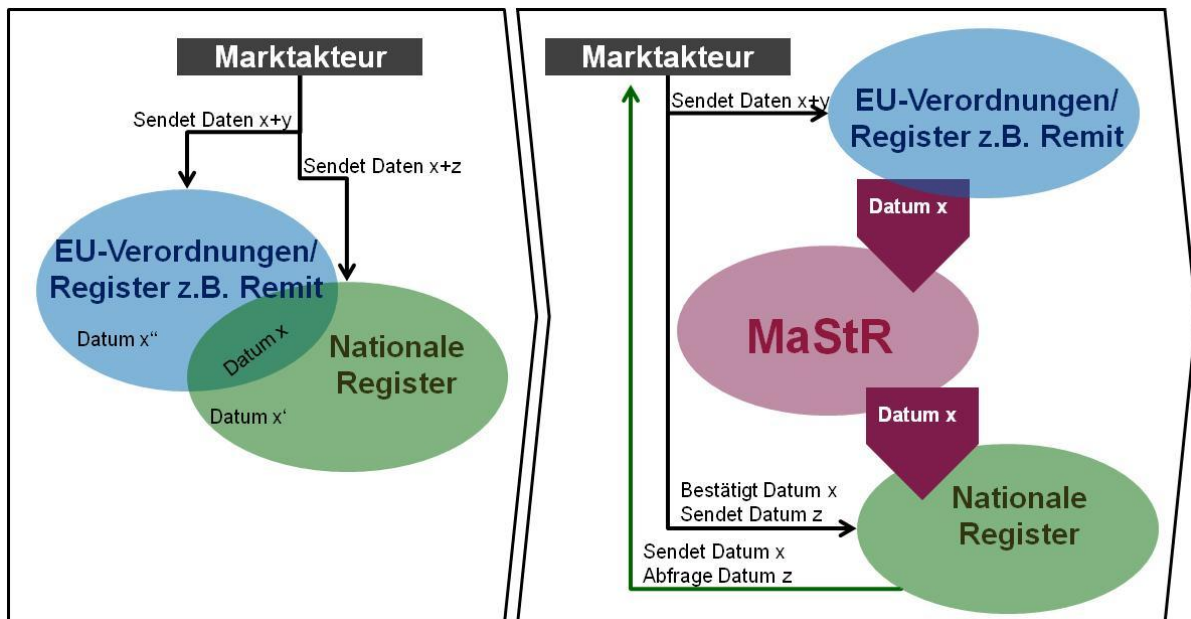 Marktakteur
Sendet Daten x+y
Sendet Daten x+z
EU-Verordnungen/
Register z.B. Remit
Datum x“
Datum x
Nationale
Register
Datum x‘
Marktakteur
Sendet Daten x+y
EU-Verordnungen/
Register z.B. Remit
Datum x
MaStR
Datum x
Bestätigt Datum x
Sendet Datum z
Nationale
Register
Sendet Datum x
Abfrage Datum z